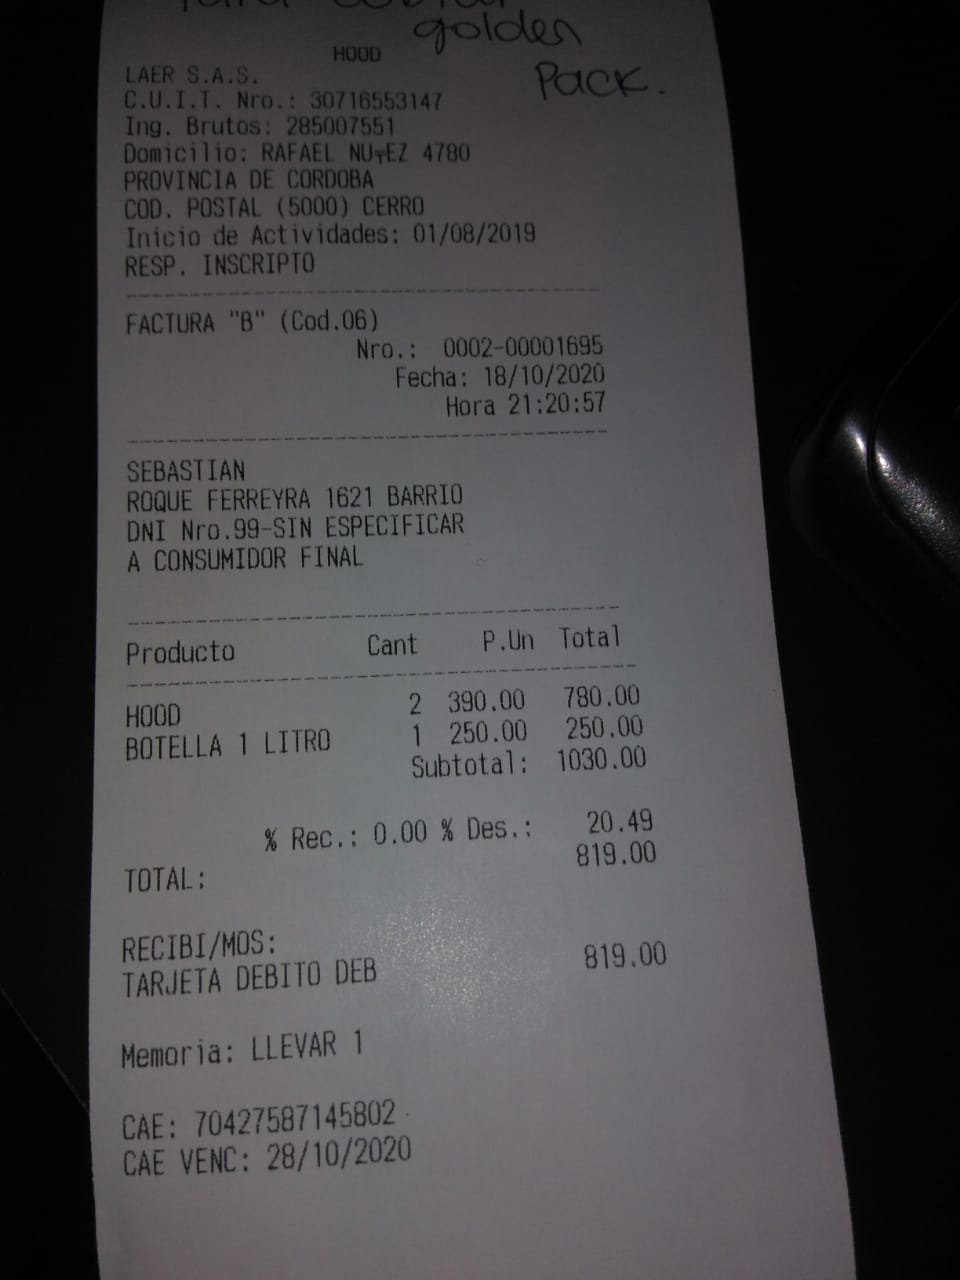 golden
Pack.
HOOD
LAER S.A.S.
C.U.I.T. Nro.: 30716553147
Ing. Brutos: 285007551
Domicilio: RAFAEL NUÞEZ 4780
PROVINCIA DE CORDOBA
COD. POSTAL (5000) CERRO
Inicio de Actividades: 01/08/2019
RESP. INSCRIPTO
FACTURA "B" (Cod.06)
Nro.: 0002-00001695
Fecha: 18/10/2020
Hora 21:20:57
SEBASTIAN
ROQUE FERREYRA 1621 BARRIO
DNI Nro.99-SIN ESPECIFICAR
A CONSUMIDOR FINAL
Producto Cant P.Un Total
HOOD 2 390.00 780.00
BOTELLA 1 LITRO 1 250.00 250.00
Subtotal: 1030.00
% Rec.: 0.00 % Des.: 20.49
TOTAL: 819.00
RECIBI/MOS:
TARJETA DEBITO DEB 819.00
Memoria: LLEVAR 1
CAE: 70427587145802
CAE VENC: 28/10/2020